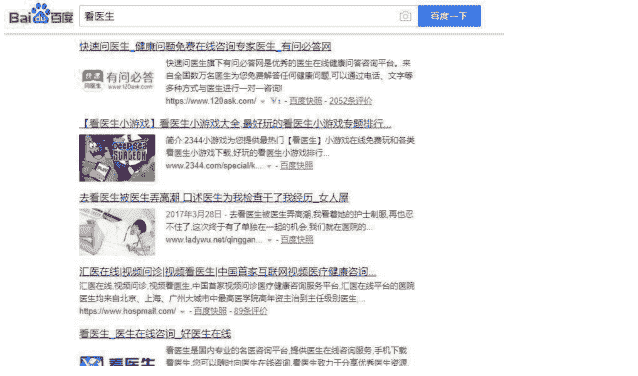 Bai du 百度
看医生
百度一下
快速问医生_健康问题免费在线咨询专家医生_有问必答网
快速问医生旗下有问必答网是优秀的医生在线健康问答咨询平台。来
自全国数万名医生为您免费解答任何健康问题,可以通过电话、文字等
多种方式与医生进行一对一咨询!
快速问医生 有问必答 www.120ask.com
https://www.120ask.com/ - 百度快照 - 2052条评价
【看医生小游戏】看医生小游戏大全,最好玩的看医生小游戏专题排行...
简介:2344小游戏为您提供最热门【看医生】小游戏在线免费玩和各类
看医生小游戏下载,好玩的看医生小游戏排行...
www.2344.com/special/k... - 百度快照
去看医生被医生弄高潮 口述医生为我检查干了我经历_女人屋
2017年3月28日 - 去看医生被医生弄高潮,我看着她的护士制服,再也忍
不住了,这次终于有了单独在一起的机会,我们就在医院的...
www.ladywu.net/qinggan... - 百度快照
汇医在线|视频问诊|视频看医生|中国首家互联网视频医疗健康咨询...
汇医在线,视频问诊,视频看医生,中国首家视频问诊医疗健康咨询服务平台,汇医在线平台的医院
医生均来自北京、上海、广州大城市中最高医学院高年资主治到主任级别医生,...
https://www.hospmail.com/ - 百度快照 - 89条评价
看医生_医生在线咨询_好医生在线
看医生是国内专业的名医咨询平台,提供医生在线咨询服务,手机下载
看医生